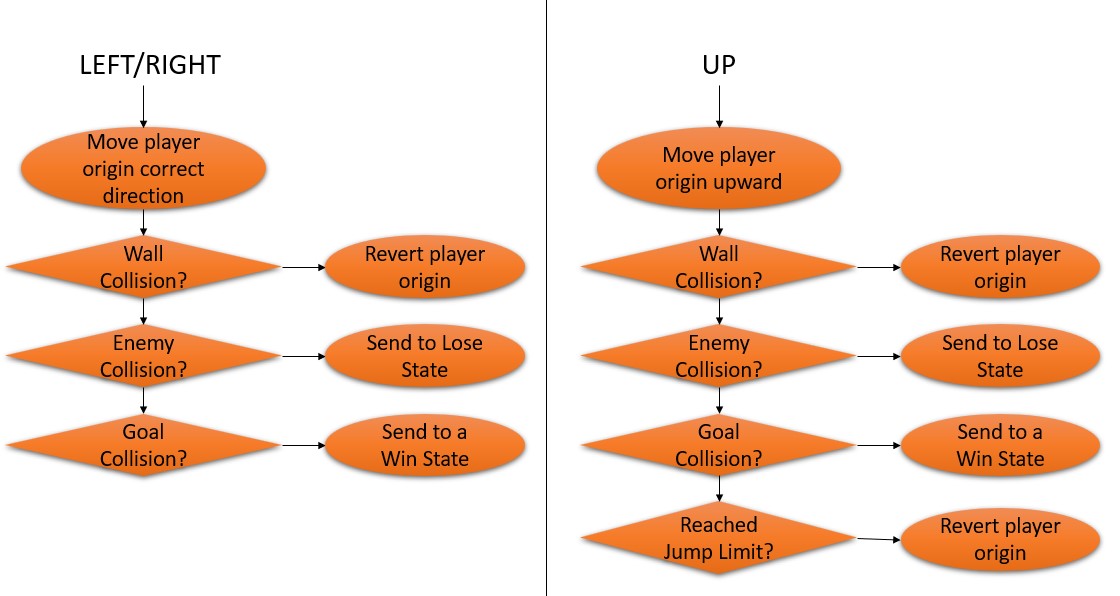 LEFT/RIGHT
Move player
origin correct
direction
Wall
Collision?
Revert player
origin
Enemy
Collision?
Send to Lose
State
Goal
Collision?
Send to a
Win State
UP
Move player
origin upward
Wall
Collision?
Revert player
origin
Enemy
Collision?
Send to Lose
State
Goal
Collision?
Send to a
Win State
Reached
Jump Limit?
Revert player
origin